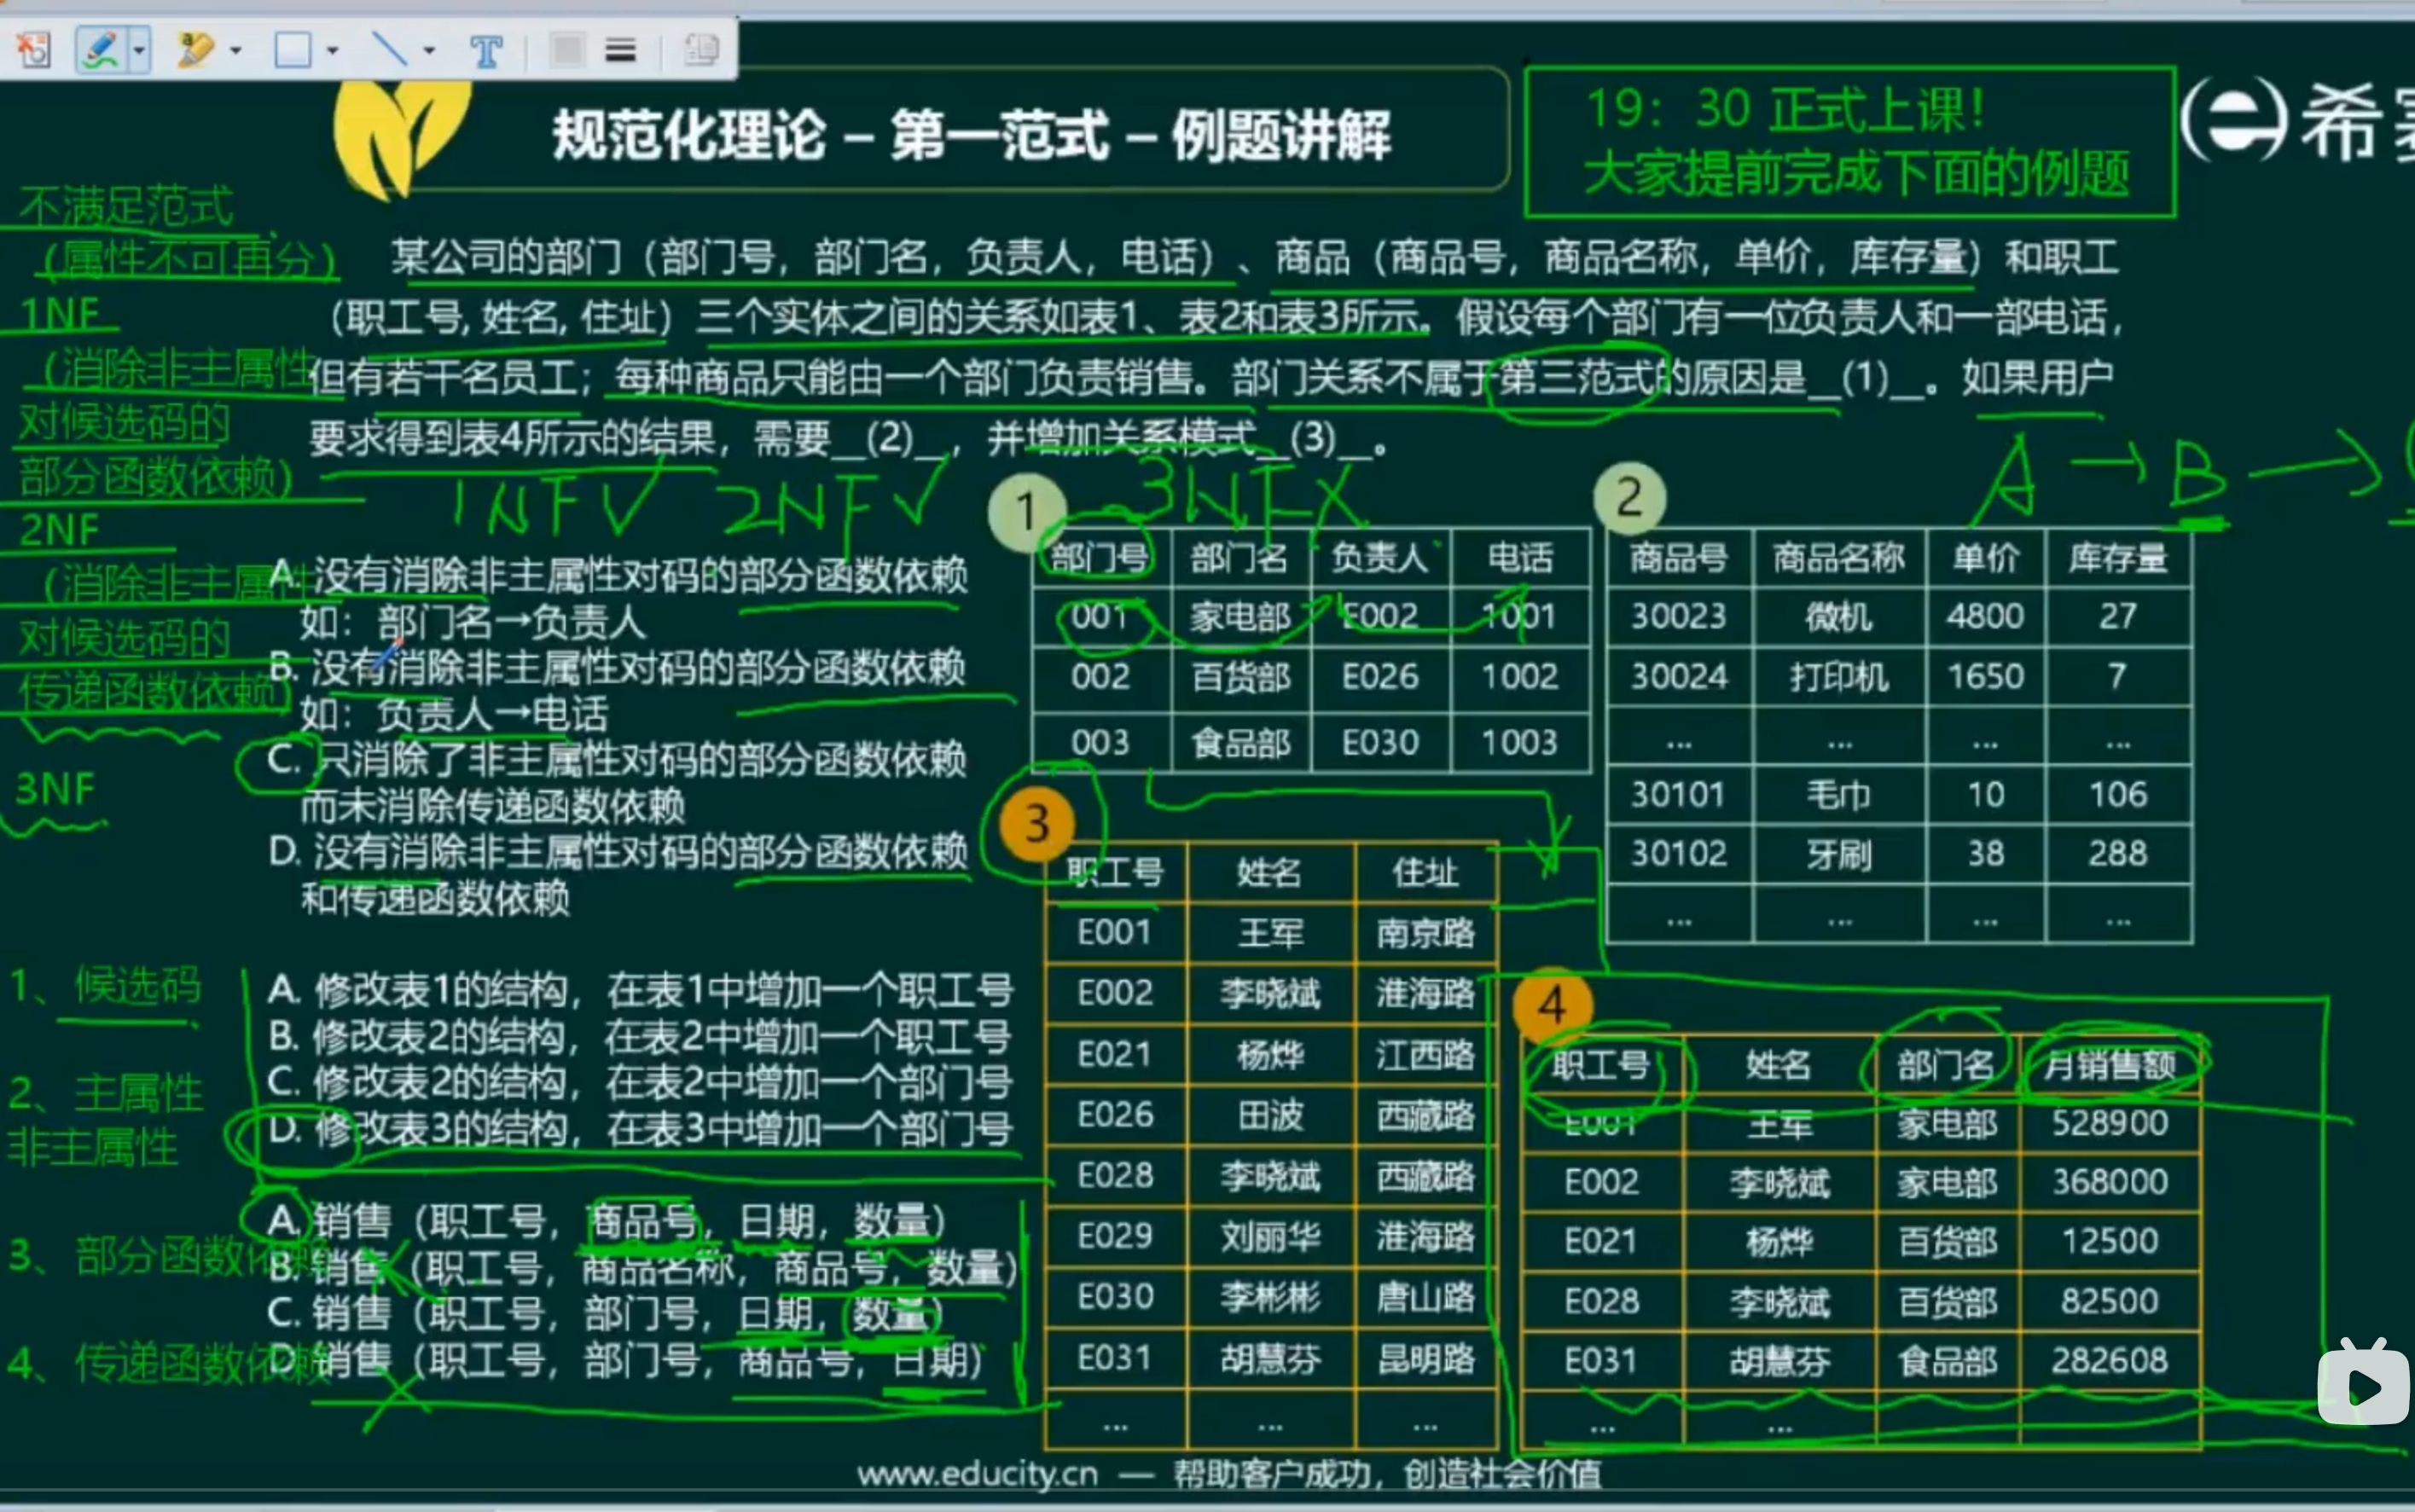 规范化理论 – 第一范式 – 例题讲解
19：30 正式上课！
大家提前完成下面的例题
希赛
不满足范式
（属性不可再分）
1NF
（消除非主属性
对候选码的
部分函数依赖）
2NF
（消除非主属性
对候选码的
传递函数依赖）
3NF
1、候选码
2、主属性
非主属性
3、部分函数依赖
4、传递函数依赖
某公司的部门（部门号，部门名，负责人，电话）、商品（商品号，商品名称，单价，库存量）和职工
（职工号, 姓名, 住址）三个实体之间的关系如表1、表2和表3所示。假设每个部门有一位负责人和一部电话，
但有若干名员工；每种商品只能由一个部门负责销售。部门关系不属于第三范式的原因是__(1)__。如果用户
要求得到表4所示的结果，需要__(2)__，并增加关系模式__(3)__。
1NF√ 2NF√ 3NF X
A → B →
A. 没有消除非主属性对码的部分函数依赖
如：部门名→负责人
B. 没有消除非主属性对码的部分函数依赖
如：负责人→电话
C. 只消除了非主属性对码的部分函数依赖
而未消除传递函数依赖
D. 没有消除非主属性对码的部分函数依赖
和传递函数依赖
A. 修改表1的结构，在表1中增加一个职工号
B. 修改表2的结构，在表2中增加一个职工号
C. 修改表2的结构，在表2中增加一个部门号
D. 修改表3的结构，在表3中增加一个部门号
A. 销售（职工号，商品号，日期，数量）
B. 销售（职工号，商品名称，商品号，数量）
C. 销售（职工号，部门号，日期，数量）
D. 销售（职工号，部门号，商品号，日期）
1
部门号 部门名 负责人 电话
001 家电部 E002 1001
002 百货部 E026 1002
003 食品部 E030 1003
2
商品号 商品名称 单价 库存量
30023 微机 4800 27
30024 打印机 1650 7
... ... ... ...
30101 毛巾 10 106
30102 牙刷 38 288
... ... ... ...
3
职工号 姓名 住址
E001 王军 南京路
E002 李晓斌 淮海路
E021 杨烨 江西路
E026 田波 西藏路
E028 李晓斌 西藏路
E029 刘丽华 淮海路
E030 李彬彬 唐山路
E031 胡慧芬 昆明路
... ... ...
4
职工号 姓名 部门名 月销售额
E001 王军 家电部 528900
E002 李晓斌 家电部 368000
E021 杨烨 百货部 12500
E028 李晓斌 百货部 82500
E031 胡慧芬 食品部 282608
... ...
www.educity.cn — 帮助客户成功，创造社会价值